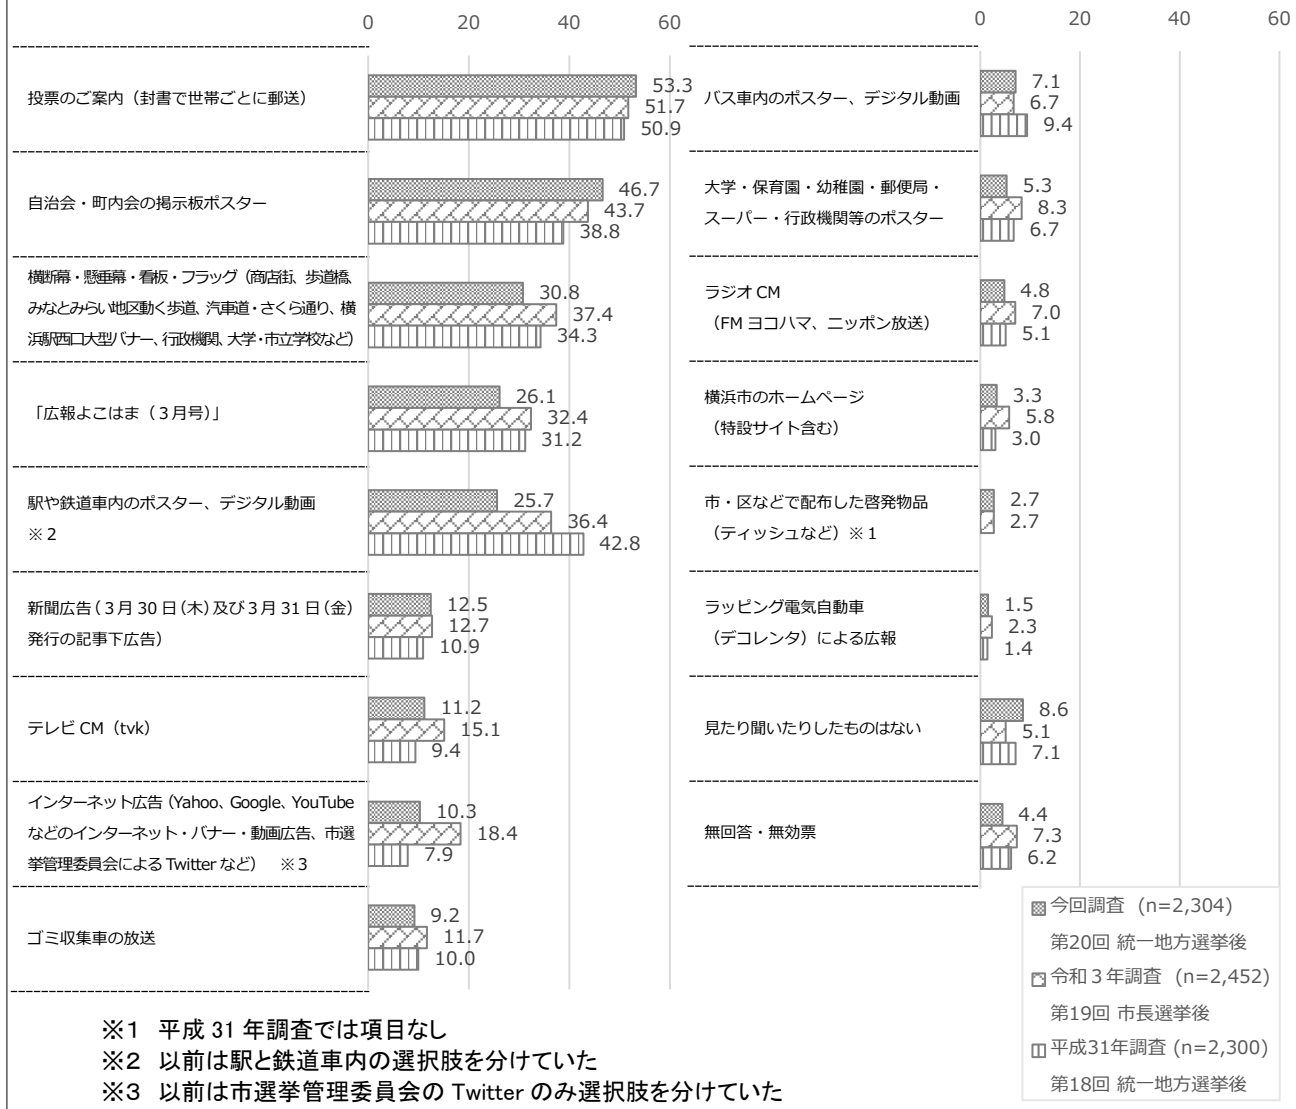 0 20 40 60
投票のご案内（封書で世帯ごとに郵送）
53.3
51.7
50.9
自治会・町内会の掲示板ポスター
46.7
43.7
38.8
横断幕・懸垂幕・看板・フラッグ（商店街、歩道橋、
みなとみらい地区動く歩道、汽車道・さくら通り、横
浜駅西口大型バナー、行政機関、大学・市立学校など）
30.8
37.4
34.3
「広報よこはま（３月号）」
26.1
32.4
31.2
駅や鉄道車内のポスター、デジタル動画
※２
25.7
36.4
42.8
新聞広告（３月 30 日（木）及び３月 31 日（金）
発行の記事下広告）
12.5
12.7
10.9
テレビ CM（tvk）
11.2
15.1
9.4
インターネット広告（Yahoo、Google、YouTube
などのインターネット・バナー・動画広告、市選
挙管理委員会による Twitter など）　※３
10.3
18.4
7.9
ゴミ収集車の放送
9.2
11.7
10.0
0 20 40 60
バス車内のポスター、デジタル動画
7.1
6.7
9.4
大学・保育園・幼稚園・郵便局・
スーパー・行政機関等のポスター
5.3
8.3
6.7
ラジオ CM
（FM ヨコハマ、ニッポン放送）
4.8
7.0
5.1
横浜市のホームページ
（特設サイト含む）
3.3
5.8
3.0
市・区などで配布した啓発物品
（ティッシュなど）※１
2.7
2.7
ラッピング電気自動車
（デコレンタ）による広報
1.5
2.3
1.4
見たり聞いたりしたものはない
8.6
5.1
7.1
無回答・無効票
4.4
7.3
6.2
今回調査 (n=2,304)
第20回 統一地方選挙後
令和３年調査 (n=2,452)
第19回 市長選挙後
平成31年調査 (n=2,300)
第18回 統一地方選挙後
※１　平成 31 年調査では項目なし
※２　以前は駅と鉄道車内の選択肢を分けていた
※３　以前は市選挙管理委員会の Twitter のみ選択肢を分けていた